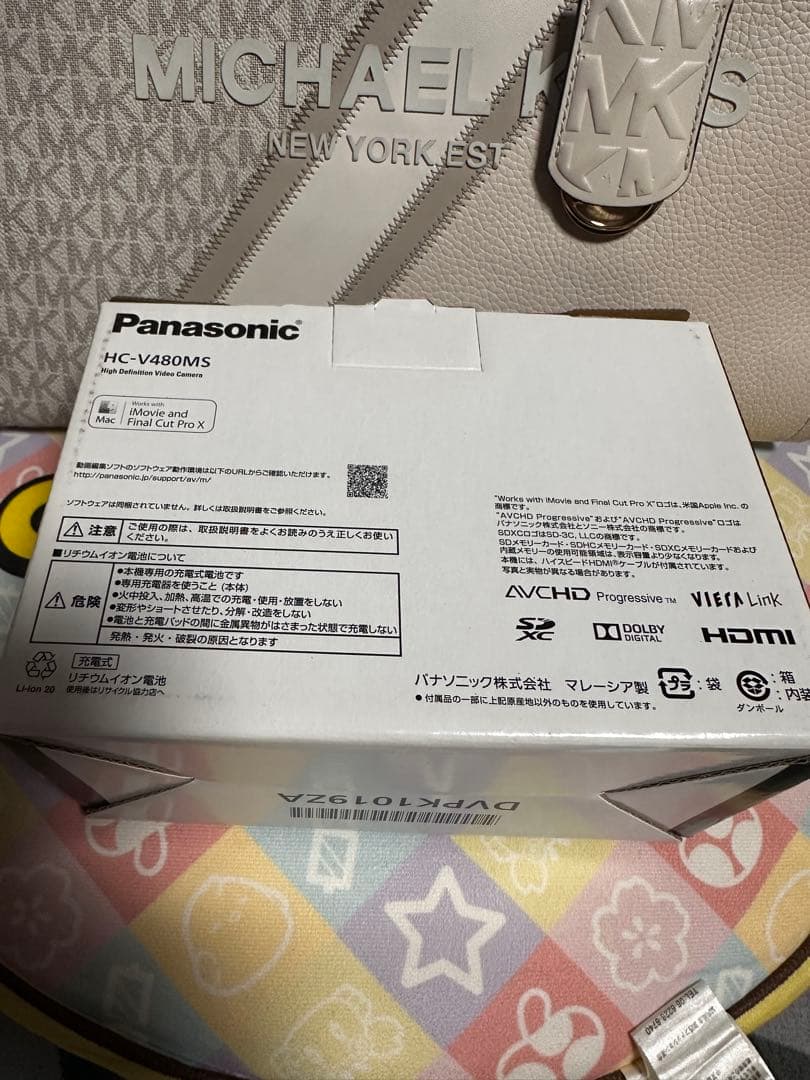 MICHAEL K S
NEW YORK EST
KM
MK
KM
Panasonic
HC-V480MS
High Definition Video Camera
Mac
Works with
iMovie and
Final Cut Pro X
動画編集ソフトのソフトウェア動作環境は以下のURLからご確認いただけます。
http://panasonic.jp/support/av/m/
ソフトウェアは同梱されていません。詳しくは取扱説明書をご参照ください。
注意
ご使用の際は、取扱説明書をよくお読みのうえ正しくお使い
ください。
■リチウムイオン電池について
危険
●本機専用の充電式電池です
●専用充電器を使うこと (本体)
●火中投入、加熱、高温での充電・使用・放置をしない
●変形やショートさせたり、分解・改造をしない
●電池と充電パッドの間に金属異物がはさまった状態で充電しない
発熱・発火・破裂の原因となります
Li-ion 20
充電式
リチウムイオン電池
使用後はリサイクル協力店へ
"Works with iMovie and Final Cut Pro X"ロゴは、米国Apple Inc. の
商標です。
"AVCHD Progressive"および"AVCHD Progressive"ロゴは
パナソニック株式会社とソニー株式会社の商標です。
SDXCロゴはSD-3C, LLCの商標です。
SDメモリーカード・SDHCメモリーカード・SDXCメモリーカードおよび
内蔵メモリーの使用可能領域は、表示容量より少なくなります。
本機には、ハイスピードHDMI®ケーブルが付属されています。
写真と実物が異なる場合があります。
AVCHD Progressive™ VIERA Link
SD XC DOLBY DIGITAL HDMI
パナソニック株式会社 マレーシア製
プラ : 袋
: 箱
: 内装
ダンボール
●付属品の一部に上記原産地以外のものを使用しています。
DVPK1019ZA